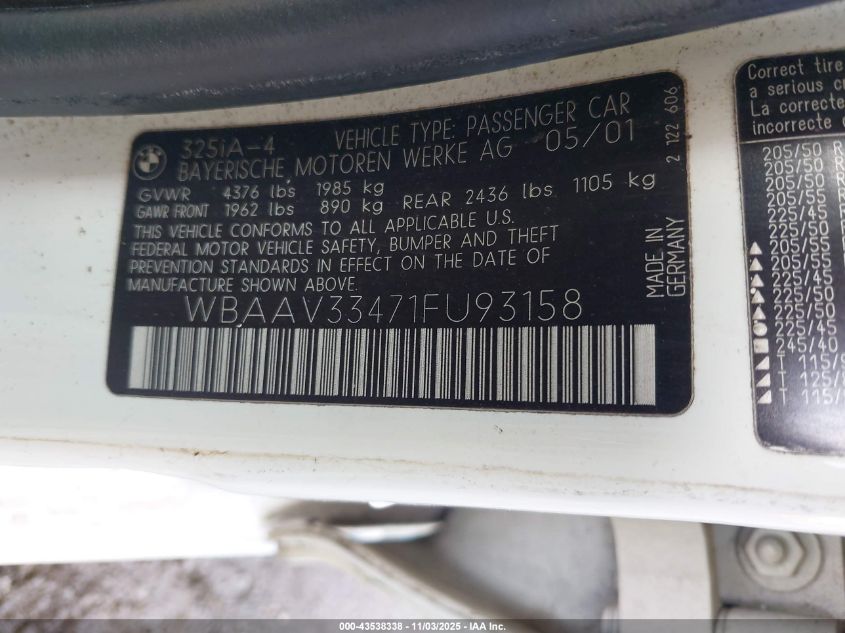 BMW
325iA-4 VEHICLE TYPE: PASSENGER CAR
BAYERISCHE MOTOREN WERKE AG 05/01
GVWR 4376 lbs 1985 kg
GAWR FRONT 1962 lbs 890 kg REAR 2436 lbs 1105 kg
THIS VEHICLE CONFORMS TO ALL APPLICABLE U.S.
FEDERAL MOTOR VEHICLE SAFETY, BUMPER AND THEFT
PREVENTION STANDARDS IN EFFECT ON THE DATE OF
MANUFACTURE SHOWN ABOVE.
WBAAV33471FU93158
MADE IN
GERMANY
2 122 606
Correct tire
a serious
La correcte
incorrecte
205/50 R
205/50
205/50
205/55
225/45
225/50
205/55
205/55
225/45
225/50
225/50
225/45
245/40
T 115/
T 125/
T 115/
000-43538338 - 11/03/2025 - IAA Inc.